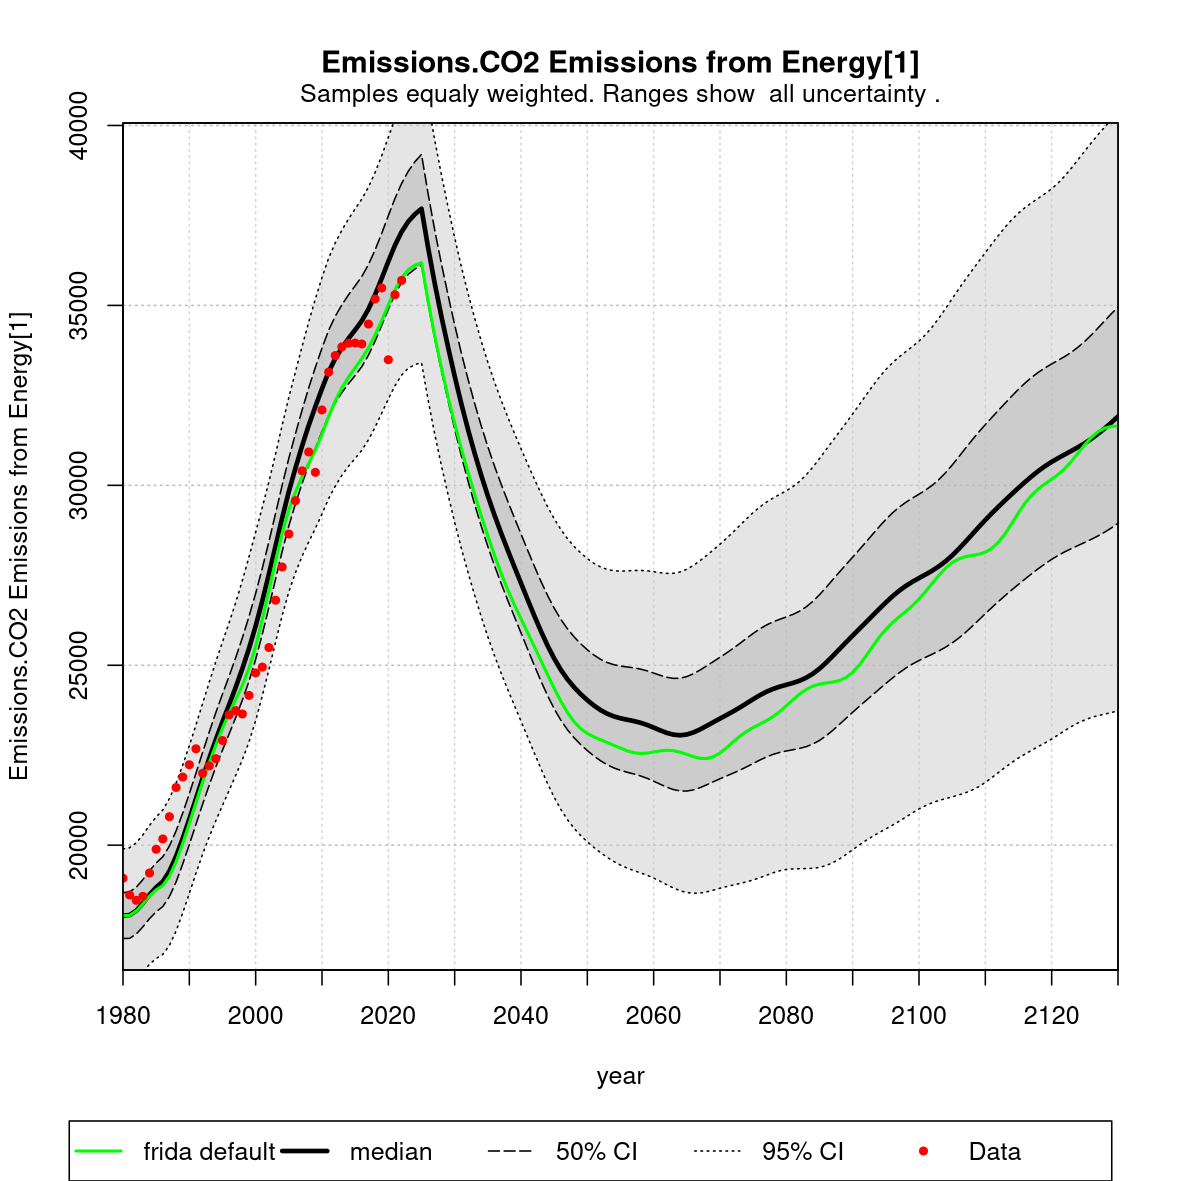 Emissions.CO2 Emissions from Energy[1]
Samples equaly weighted. Ranges show  all uncertainty .
Emissions.CO2 Emissions from Energy[1]
40000
35000
30000
25000
20000
1980 2000 2020 2040 2060 2080 2100 2120
year
frida default median 50% CI 95% CI Data